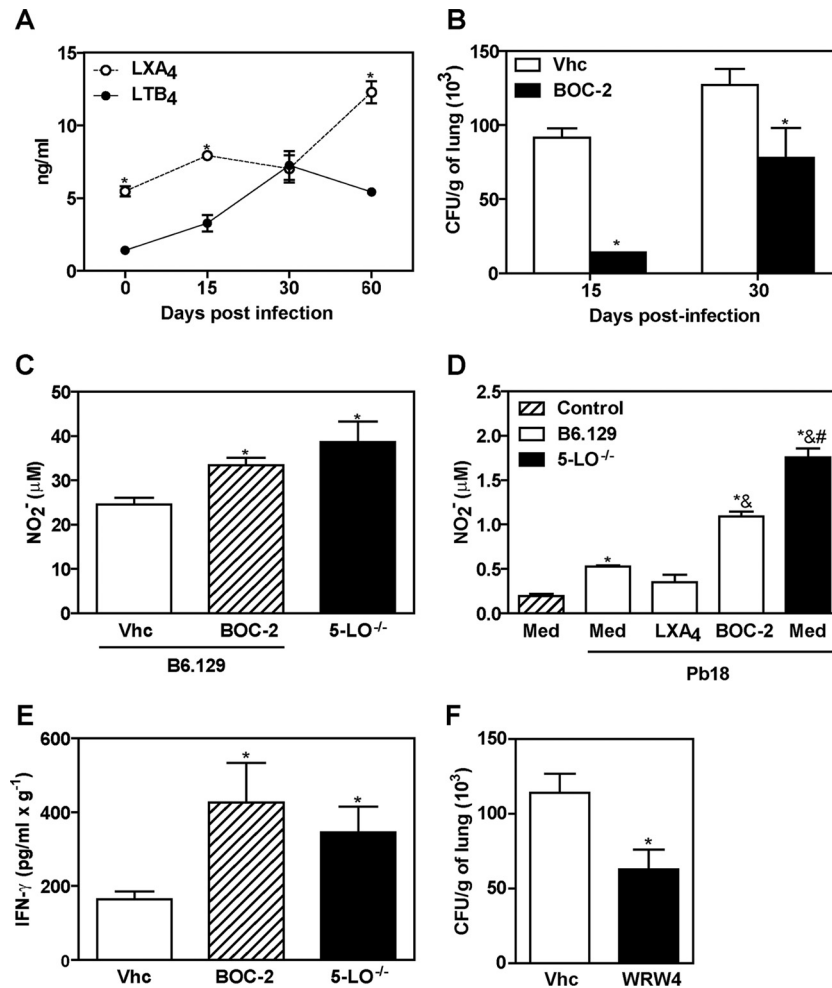 A
LXA₄
LTB₄
15
10
5
0
ng/ml
*
*
*
0 15 30 60
Days post infection
B
Vhc
BOC-2
150
100
50
0
CFU/g of lung (10³)
*
*
15 30
Days post-infection
C
50
40
30
20
10
0
NO₂⁻ (μM)
*
*
Vhc BOC-2 5-LO⁻/⁻
B6.129
D
Control
B6.129
5-LO⁻/⁻
2.5
2.0
1.5
1.0
0.5
0.0
NO₂⁻ (μM)
*
*&
*&#
Med Med LXA₄ BOC-2 Med
Pb18
E
600
400
200
0
IFN-γ (pg/ml x g⁻¹)
*
*
Vhc BOC-2 5-LO⁻/⁻
F
150
100
50
0
CFU/g of lung (10³)
*
Vhc WRW4